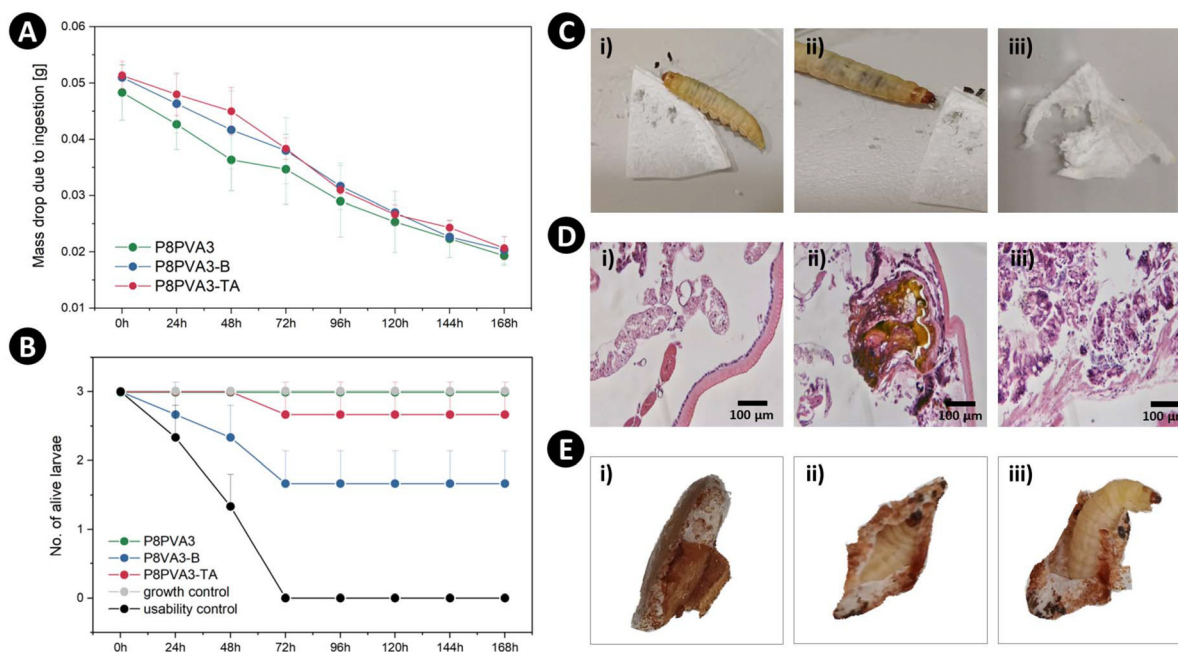 A
Mass drop due to ingestion [g]
0.06
0.05
0.04
0.03
0.02
0.01
P8PVA3
P8PVA3-B
P8PVA3-TA
0h 24h 48h 72h 96h 120h 144h 168h
B
No. of alive larvae
3
2
1
0
P8PVA3
P8VA3-B
P8PVA3-TA
growth control
usability control
0h 24h 48h 72h 96h 120h 144h 168h
C
i) ii) iii)
D
i) ii) iii)
100 µm 100 µm 100 µm
E
i) ii) iii)